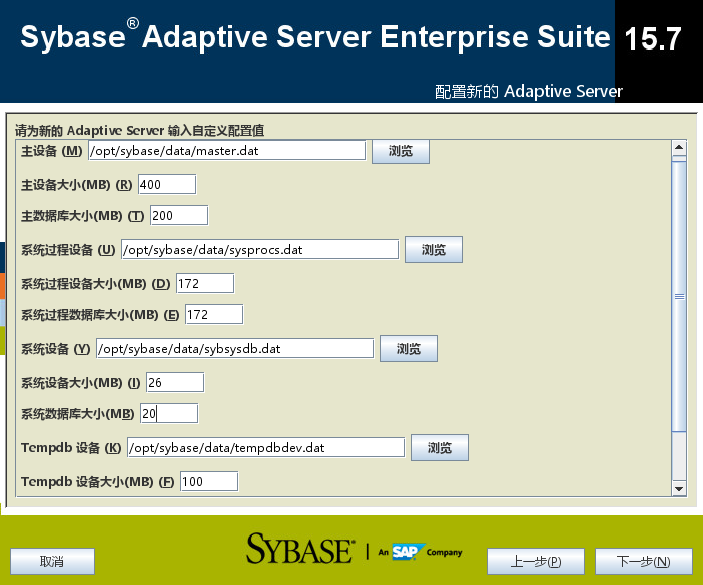 Sybase® Adaptive Server Enterprise Suite 15.7
配置新的 Adaptive Server
请为新的 Adaptive Server 输入自定义配置值
主设备 (M) /opt/sybase/data/master.dat 浏览
主设备大小(MB) (R) 400
主数据库大小(MB) (T) 200
系统过程设备 (U) /opt/sybase/data/sysprocs.dat 浏览
系统过程设备大小(MB) (D) 172
系统过程数据库大小(MB) (E) 172
系统设备 (Y) /opt/sybase/data/sybsysdb.dat 浏览
系统设备大小(MB) (I) 26
系统数据库大小(MB) 20
Tempdb 设备 (K) /opt/sybase/data/tempdbdev.dat 浏览
Tempdb 设备大小(MB) (F) 100
SYBASE® | An SAP Company
取消 上一步(P) 下一步(N)